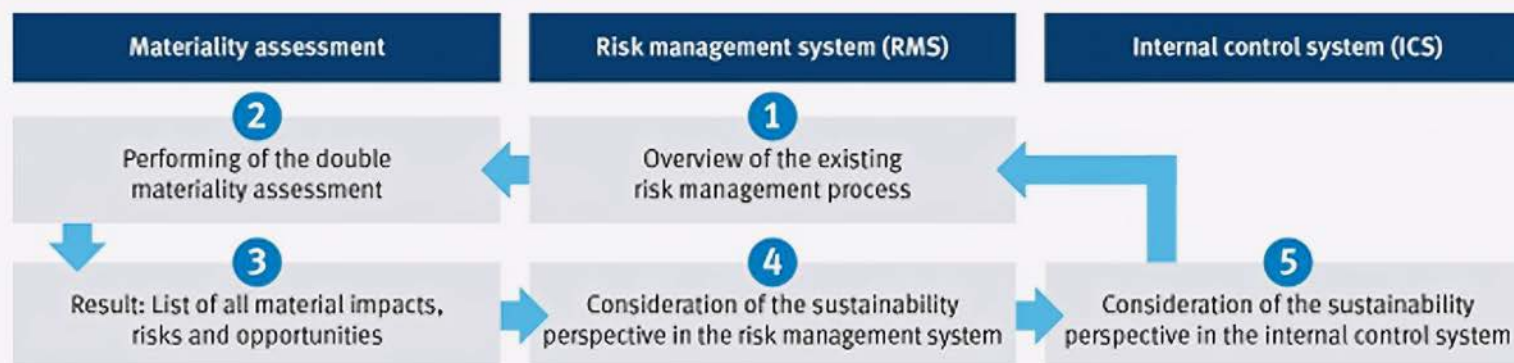 Materiality assessment
Risk management system (RMS)
Internal control system (ICS)
2
Performing of the double
materiality assessment
1
Overview of the existing
risk management process
3
Result: List of all material impacts,
risks and opportunities
4
Consideration of the sustainability
perspective in the risk management system
5
Consideration of the sustainability
perspective in the internal control system